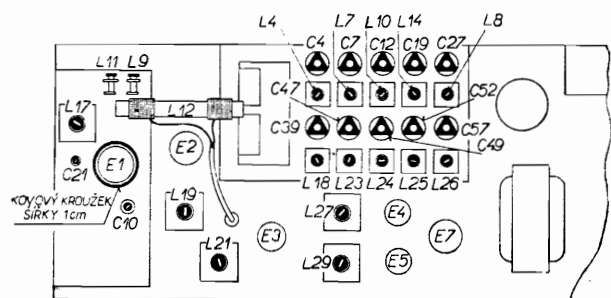 L4 L7 L10 L14 L8
C4 C7 C12 C19 C27
L11 L9
C47 C52
L17 L12
C39 C57
C49
E2
C21 E1
L18 L23 L24 L25 L26
KOVOVÝ KROUŽEK
ŠÍŘKY 1cm
C10
L19 L27 E4
E3 E7
L21 L29 E5